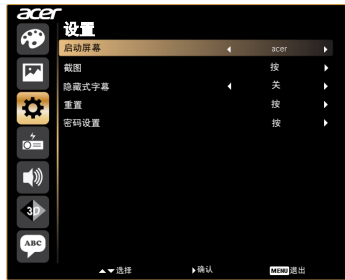 acer
设置
启动屏幕 acer
截图 按
隐藏式字幕 关
重置 按
密码设置 按
3D
ABC
选择 确认 MENU 退出